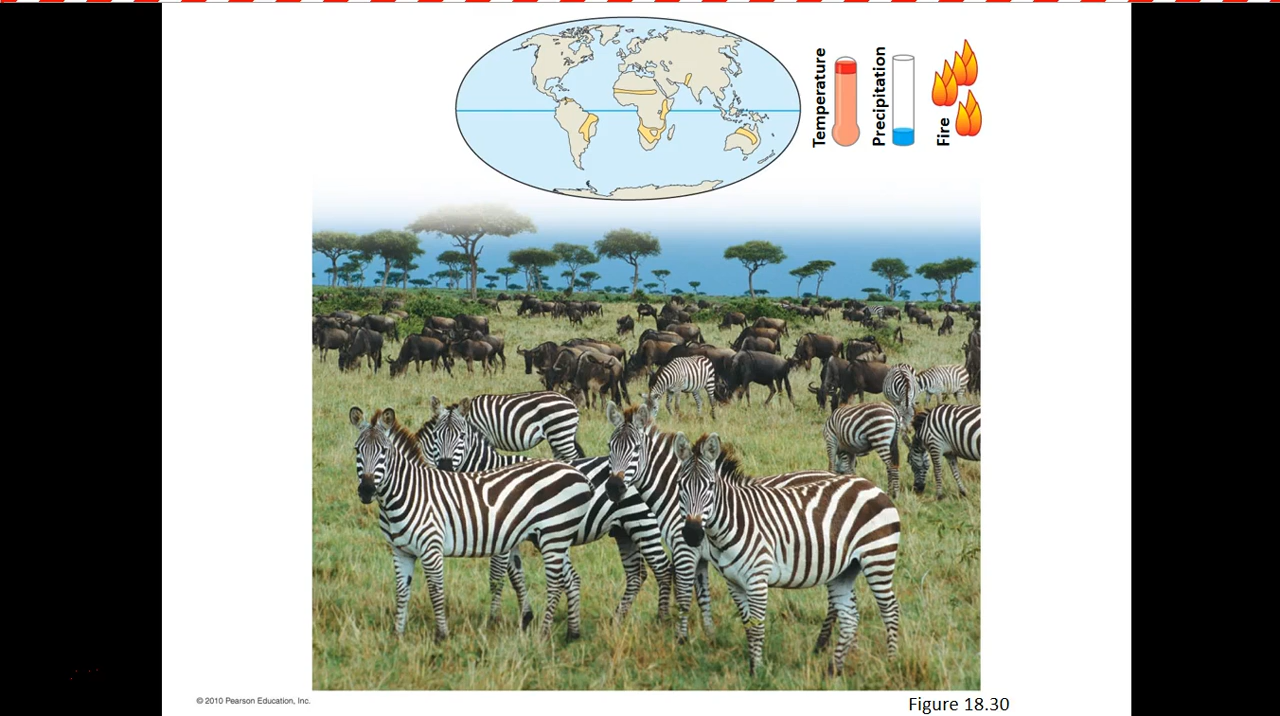 Temperature
Precipitation
Fire
© 2010 Pearson Education, Inc.
Figure 18.30